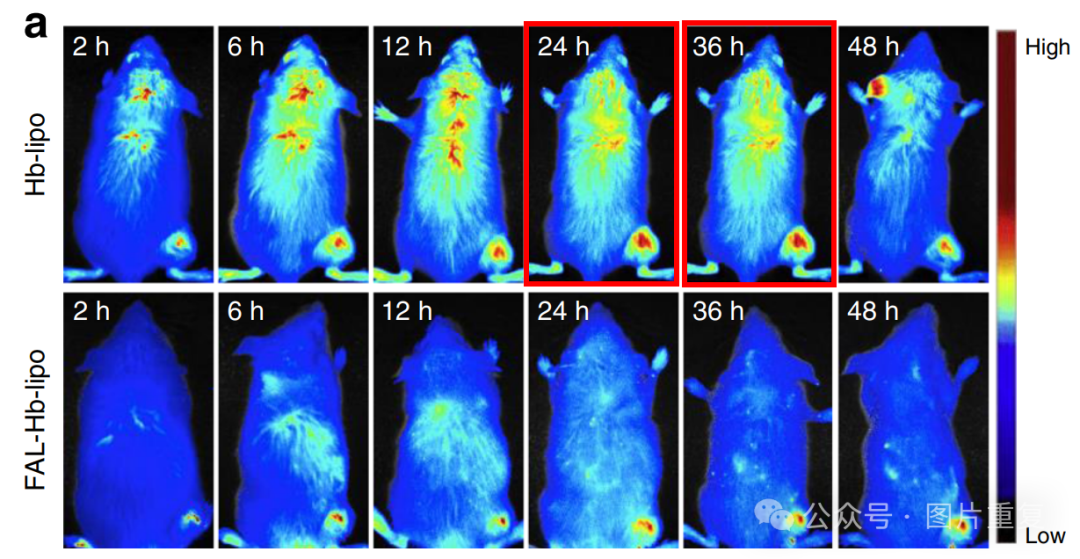 a
2 h 6 h 12 h 24 h 36 h 48 h
High
Hb-lipo
2 h 6 h 12 h 24 h 36 h 48 h
FAL-Hb-lipo
公众号 · 图片重
Low